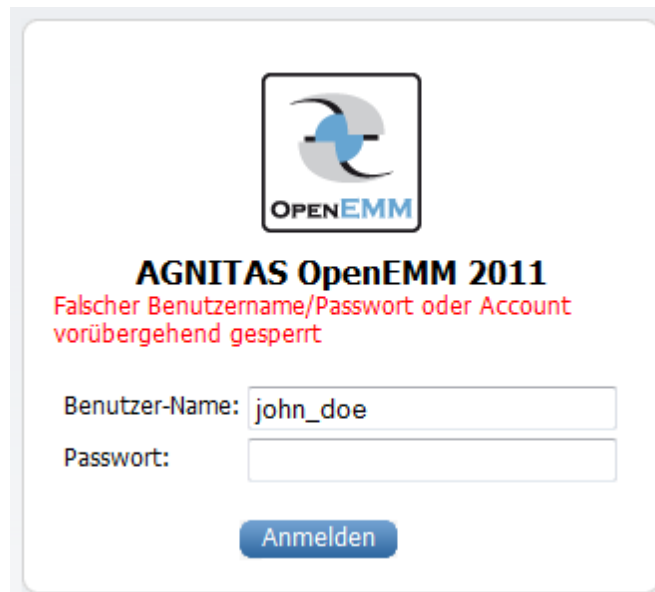 OPENEMM
AGNITAS OpenEMM 2011
Falscher Benutzername/Passwort oder Account
vorübergehend gesperrt
Benutzer-Name: john_doe
Passwort:
Anmelden